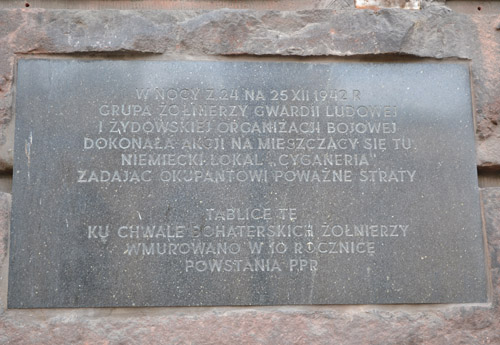 W NOCY Z 24 NA 25 XII 1942 R
GRUPA ŻOŁNIERZY GWARDII LUDOWEJ
I ŻYDOWSKIEJ ORGANIZACJI BOJOWEJ
DOKONAŁA AKCJI NA MIESZCZĄCY SIĘ TU
NIEMIECKI LOKAL „CYGANERIA"
ZADAJĄC OKUPANTOWI POWAŻNE STRATY
TABLICĘ TĘ
KU CHWALE BOHATERSKICH ŻOŁNIERZY
WMUROWANO W 10 ROCZNICĘ
POWSTANIA PPR